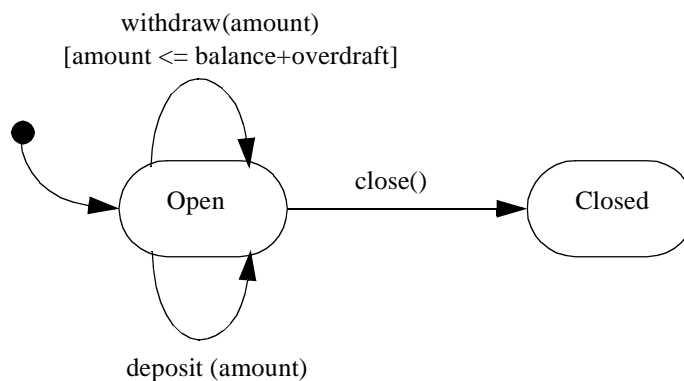 withdraw(amount)
[amount <= balance+overdraft]
Open
close()
Closed
deposit (amount)